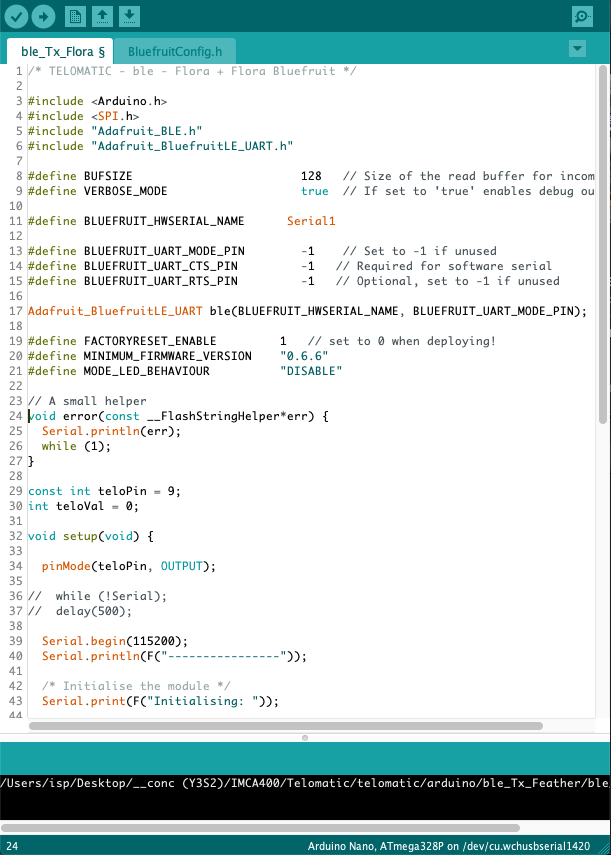 ble_Tx_Flora §
BluefruitConfig.h
1 /* TELOMATIC - ble - Flora + Flora Bluefruit */
2
3 #include <Arduino.h>
4 #include <SPI.h>
5 #include "Adafruit_BLE.h"
6 #include "Adafruit_BluefruitLE_UART.h"
7
8 #define BUFSIZE 128 // Size of the read buffer for incom
9 #define VERBOSE_MODE true // If set to 'true' enables debug ou
10
11 #define BLUEFRUIT_HWSERIAL_NAME Serial1
12
13 #define BLUEFRUIT_UART_MODE_PIN -1 // Set to -1 if unused
14 #define BLUEFRUIT_UART_CTS_PIN -1 // Required for software serial
15 #define BLUEFRUIT_UART_RTS_PIN -1 // Optional, set to -1 if unused
16
17 Adafruit_BluefruitLE_UART ble(BLUEFRUIT_HWSERIAL_NAME, BLUEFRUIT_UART_MODE_PIN);
18
19 #define FACTORYRESET_ENABLE 1 // set to 0 when deploying!
20 #define MINIMUM_FIRMWARE_VERSION "0.6.6"
21 #define MODE_LED_BEHAVIOUR "DISABLE"
22
23 // A small helper
24 void error(const __FlashStringHelper*err) {
25 Serial.println(err);
26 while (1);
27 }
28
29 const int teloPin = 9;
30 int teloVal = 0;
31
32 void setup(void) {
33
34 pinMode(teloPin, OUTPUT);
35
36 // while (!Serial);
37 // delay(500);
38
39 Serial.begin(115200);
40 Serial.println(F("----------------"));
41
42 /* Initialise the module */
43 Serial.print(F("Initialising: "));
44
/Users/isp/Desktop/__conc (Y3S2)/IMCA400/Telomatic/telomatic/arduino/ble_Tx_Feather/ble_
24
Arduino Nano, ATmega328P on /dev/cu.wchusbserial1420